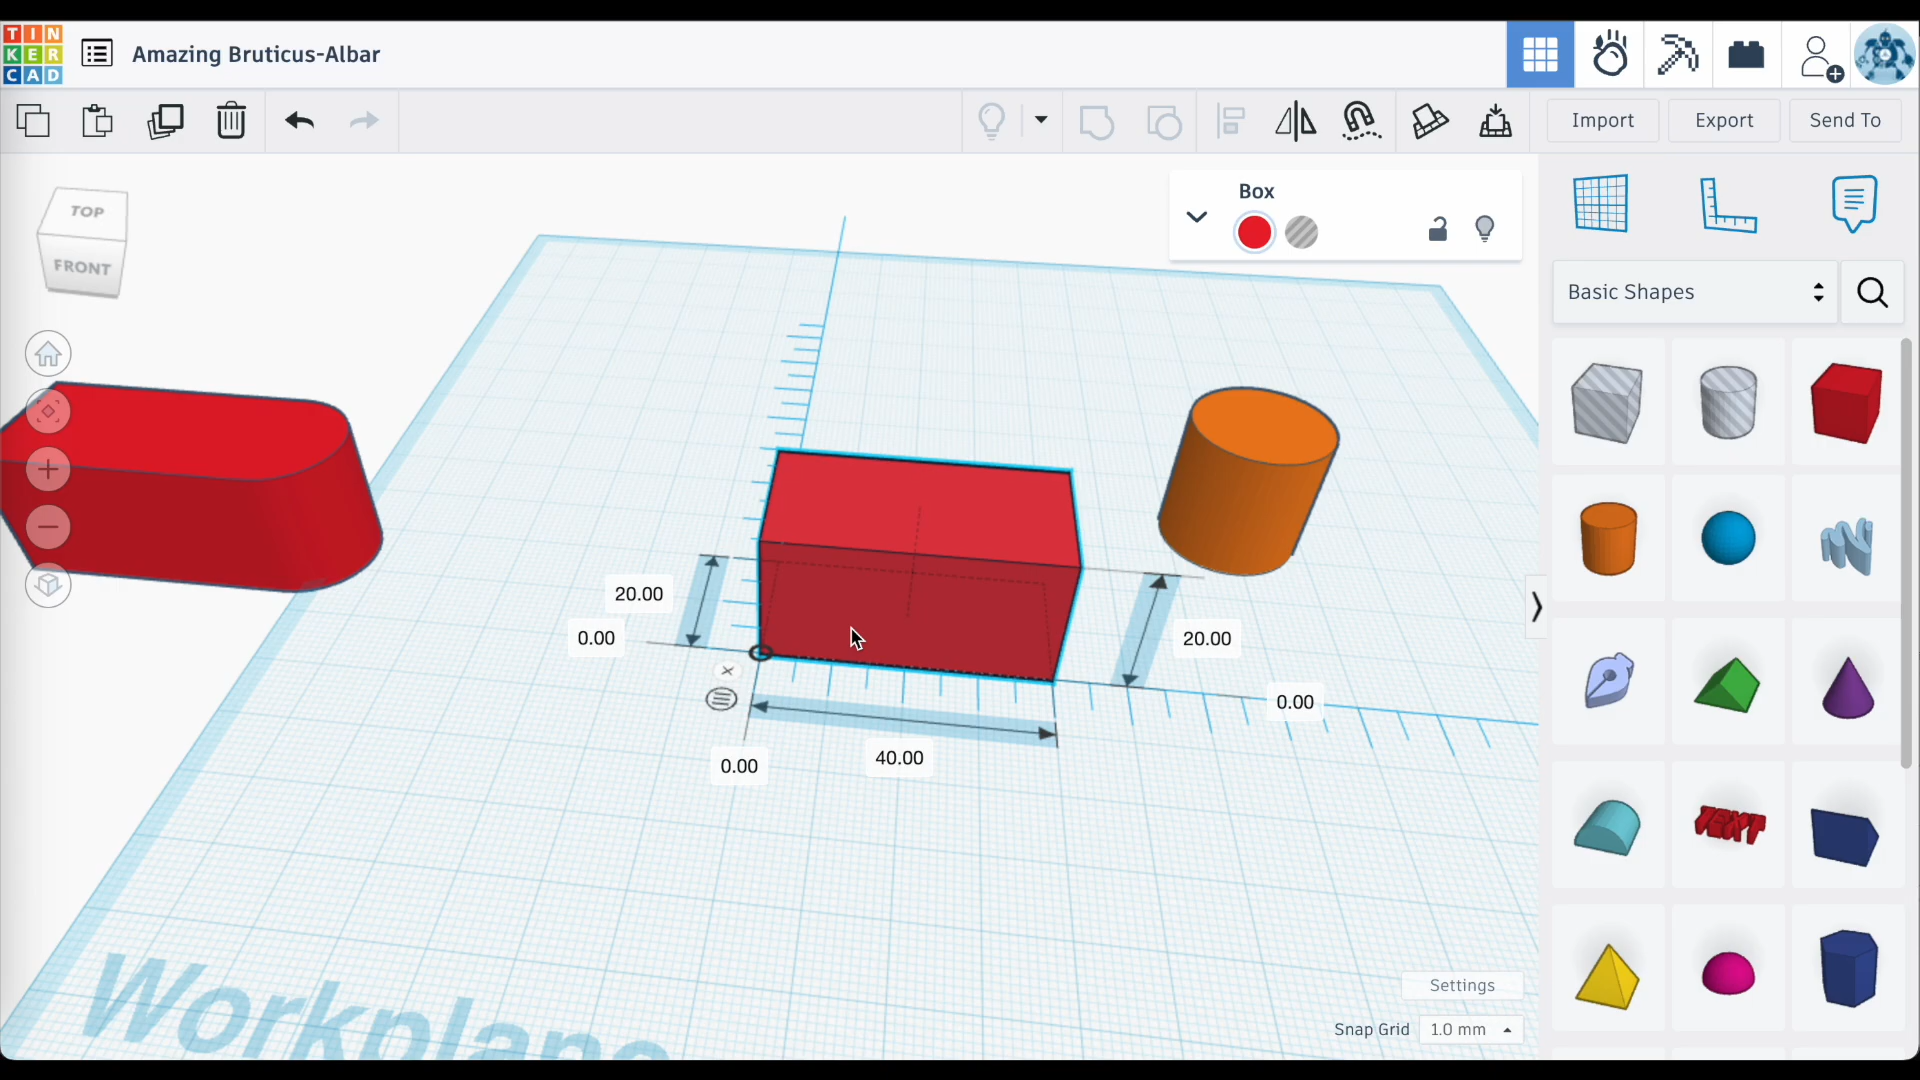 TIN
KER
CAD
Amazing Bruticus-Albar
Import
Export
Send To
TOP
FRONT
Box
Basic Shapes
20.00
0.00
20.00
0.00
40.00
0.00
TEXT
Workplane
Settings
Snap Grid
1.0 mm